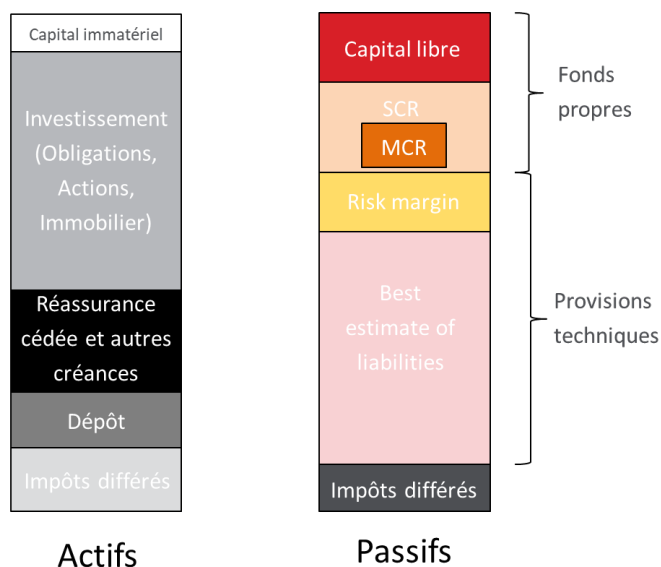 Capital immatériel
Investissement
(Obligations,
Actions,
Immobilier)
Réassurance
cédée et autres
créances
Dépôt
Impôts différés
Actifs
Capital libre
SCR
MCR
Risk margin
Best
estimate of
liabilities
Impôts différés
Passifs
Fonds
propres
Provisions
techniques